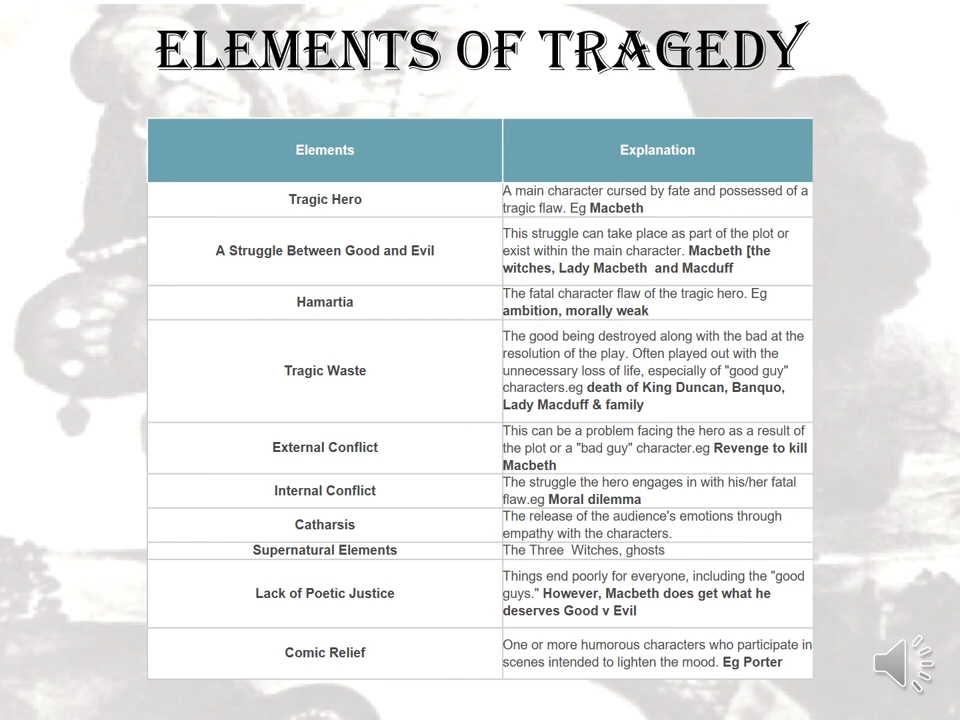 ELEMENTS OF TRAGEDY
Elements
Explanation
Tragic Hero
A main character cursed by fate and possessed of a
tragic flaw. Eg Macbeth
A Struggle Between Good and Evil
This struggle can take place as part of the plot or
exist within the main character. Macbeth [the
witches, Lady Macbeth  and Macduff
Hamartia
The fatal character flaw of the tragic hero. Eg
ambition, morally weak
Tragic Waste
The good being destroyed along with the bad at the
resolution of the play. Often played out with the
unnecessary loss of life, especially of "good guy"
characters.eg death of King Duncan, Banquo,
Lady Macduff & family
External Conflict
This can be a problem facing the hero as a result of
the plot or a "bad guy" character.eg Revenge to kill
Macbeth
Internal Conflict
The struggle the hero engages in with his/her fatal
flaw.eg Moral dilemma
Catharsis
The release of the audience's emotions through
empathy with the characters.
Supernatural Elements
The Three  Witches, ghosts
Lack of Poetic Justice
Things end poorly for everyone, including the "good
guys." However, Macbeth does get what he
deserves Good v Evil
Comic Relief
One or more humorous characters who participate in
scenes intended to lighten the mood. Eg Porter